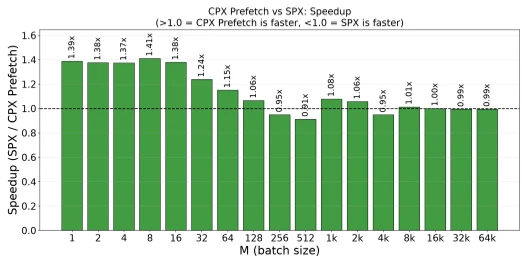 CPX Prefetch vs SPX: Speedup
(>1.0 = CPX Prefetch is faster, <1.0 = SPX is faster)
Speedup (SPX / CPX Prefetch)
1.6
1.4
1.2
1.0
0.8
0.6
0.4
0.2
0.0
1.39x
1.38x
1.37x
1.41x
1.38x
1.24x
1.15x
1.06x
0.95x
0.91x
1.08x
1.06x
0.95x
1.01x
1.00x
0.99x
0.99x
1 2 4 8 16 32 64 128 256 512 1k 2k 4k 8k 16k 32k 64k
M (batch size)